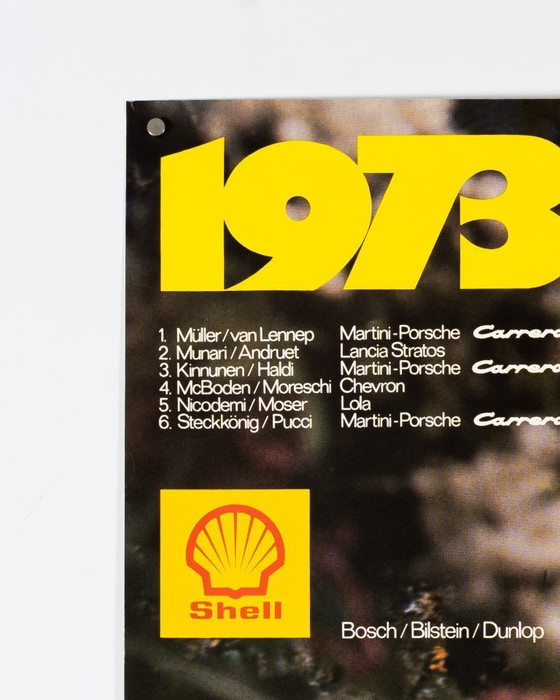 1973
1. Müller/van Lennep Martini-Porsche Carrera
2. Munari/Andruet Lancia Stratos
3. Kinnunen/Haldi Martini-Porsche Carrera
4. McBoden/Moreschi Chevron
5. Nicodemi/Moser Lola
6. Steckkönig/Pucci Martini-Porsche Carrera
Shell
Bosch/Bilstein/Dunlop